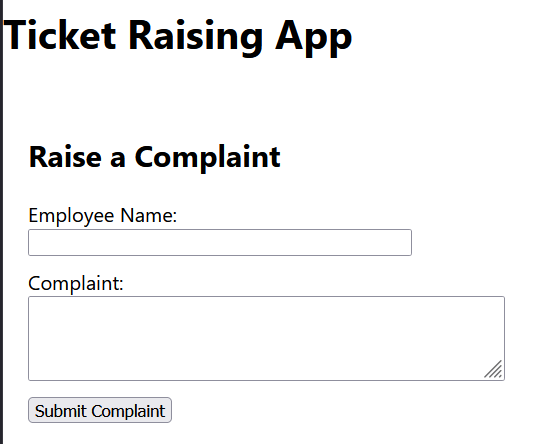 Ticket Raising App
Raise a Complaint
Employee Name:
Complaint:
Submit Complaint